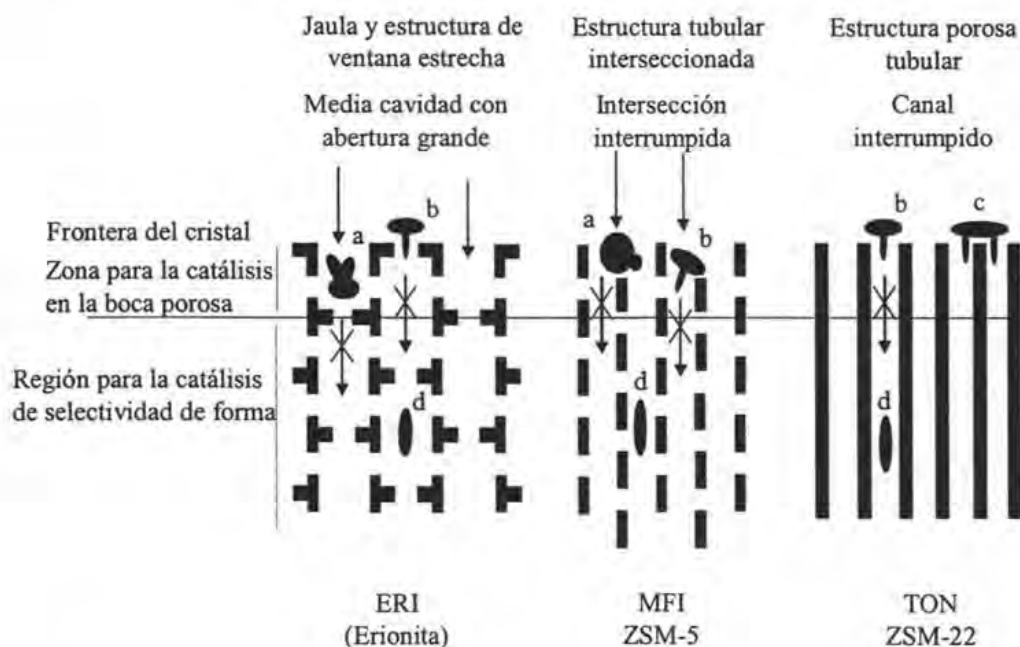 Jaula y estructura de
ventana estrecha
Media cavidad con
abertura grande
Estructura tubular
interseccionada
Intersección
interrumpida
Estructura porosa
tubular
Canal
interrumpido
Frontera del cristal
Zona para la catálisis
en la boca porosa
Región para la catálisis
de selectividad de forma
a
b
d
a
b
d
b
c
d
ERI
(Erionita)
MFI
ZSM-5
TON
ZSM-22